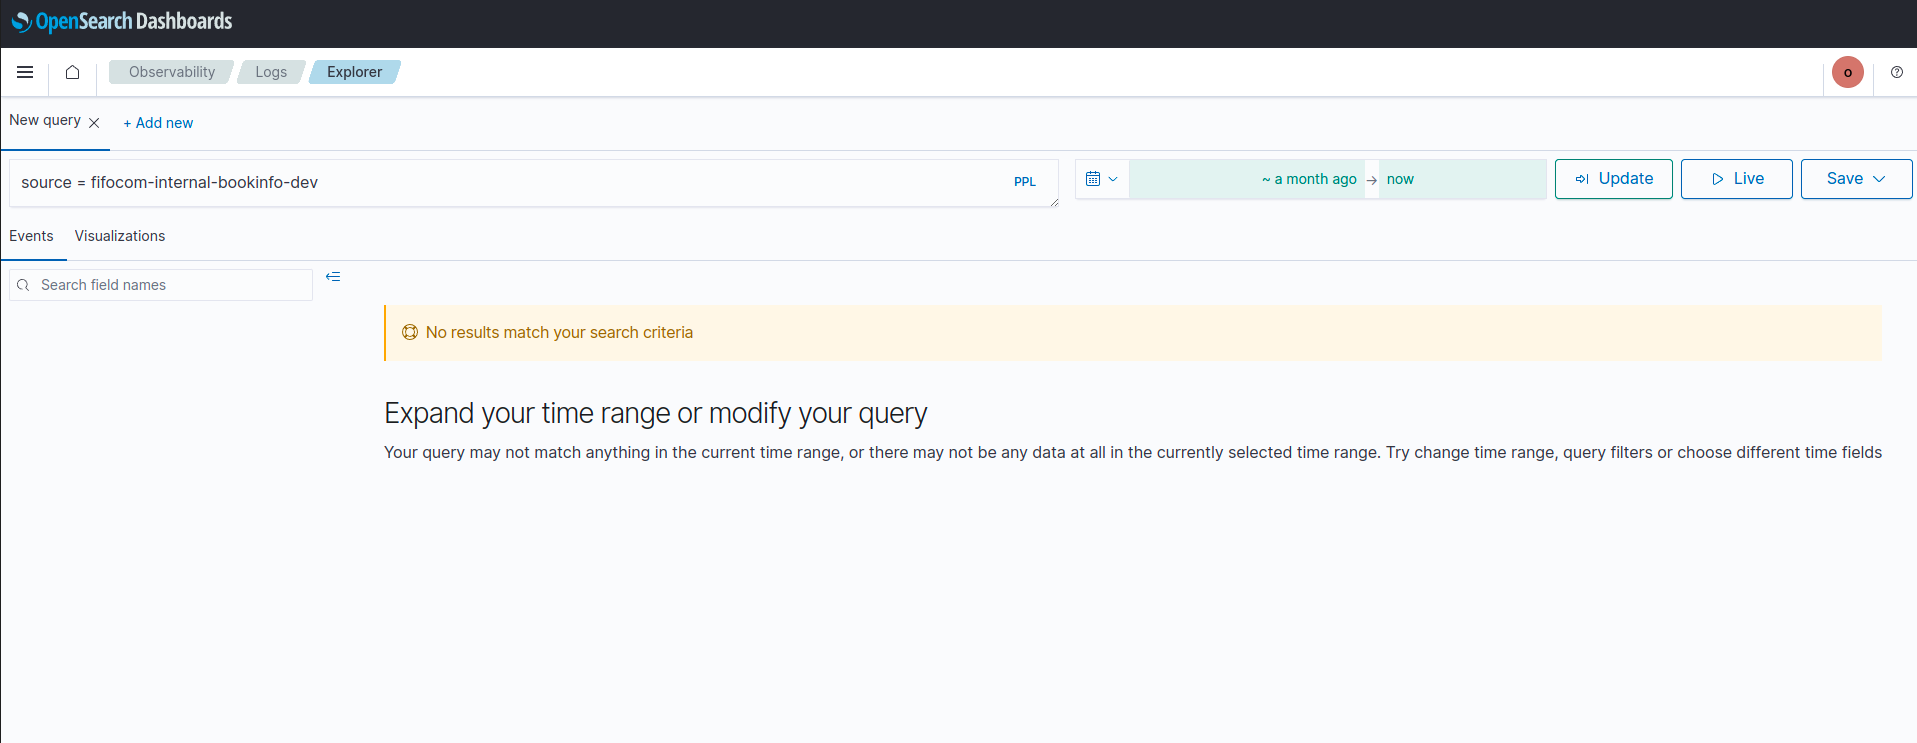 OpenSearch Dashboards
Observability Logs Explorer o
New query + Add new
source = fifocom-internal-bookinfo-dev PPL ~ a month ago → now Update Live Save
Events Visualizations
Search field names
No results match your search criteria
Expand your time range or modify your query
Your query may not match anything in the current time range, or there may not be any data at all in the currently selected time range. Try change time range, query filters or choose different time fields